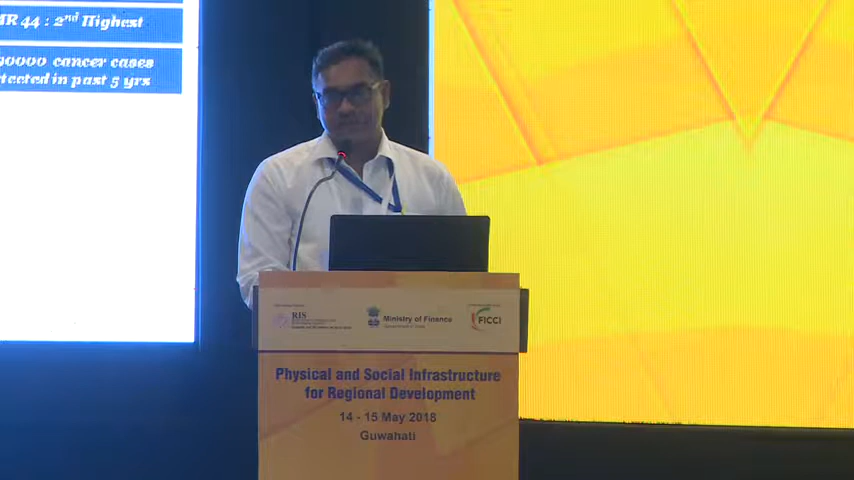 44 : 2nd Highest
0000 cancer cases
tected in past 5 yrs
RIS
Ministry of Finance
FICCI
Physical and Social Infrastructure
for Regional Development
14 - 15 May 2018
Guwahati